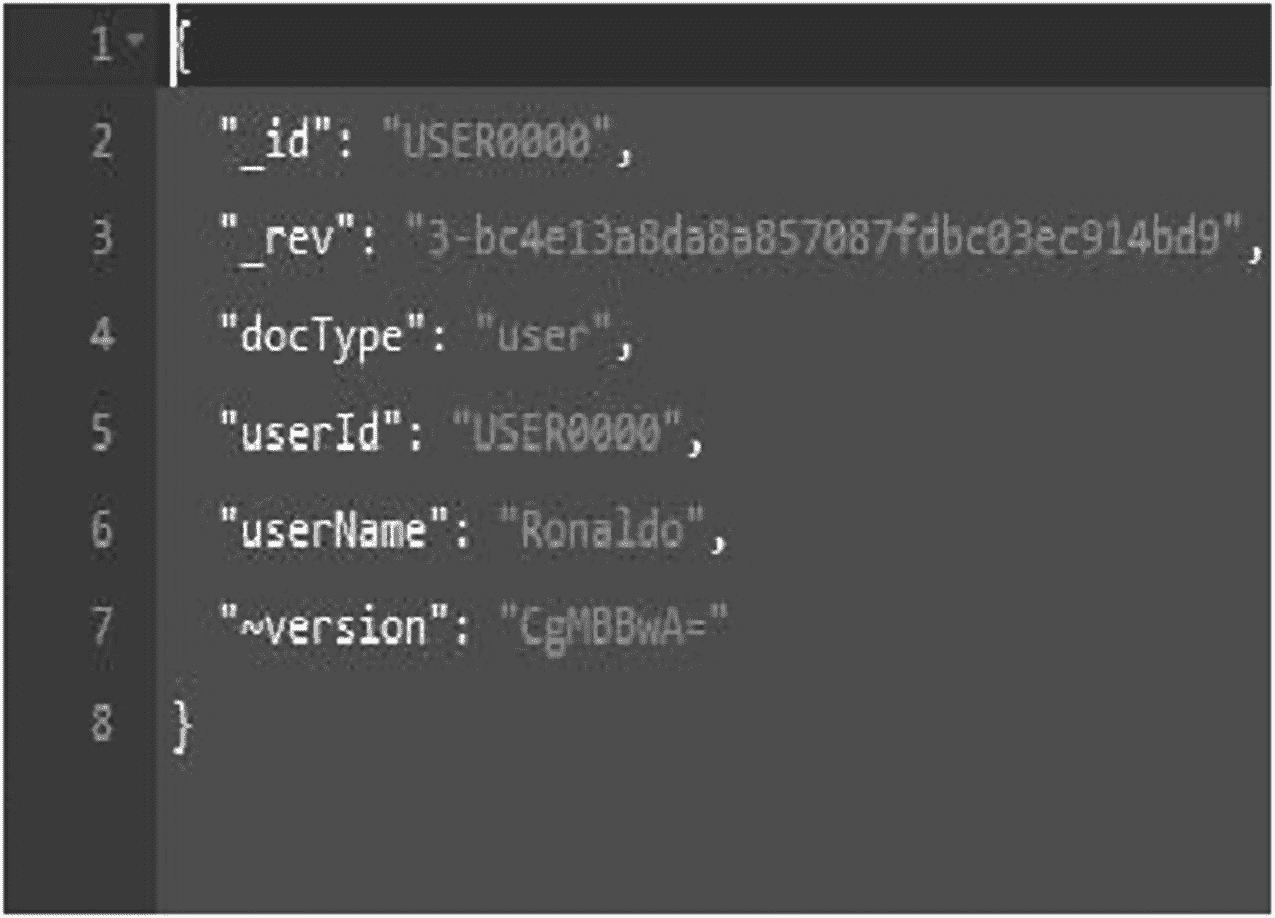 1 {
2 "_id": "USER0000",
3 "_rev": "3-bc4e13a8da8a857087fdbc03ec914bd9",
4 "docType": "user",
5 "userId": "USER0000",
6 "userName": "Ronaldo",
7 "~version": "CgMBBwA="
8 }